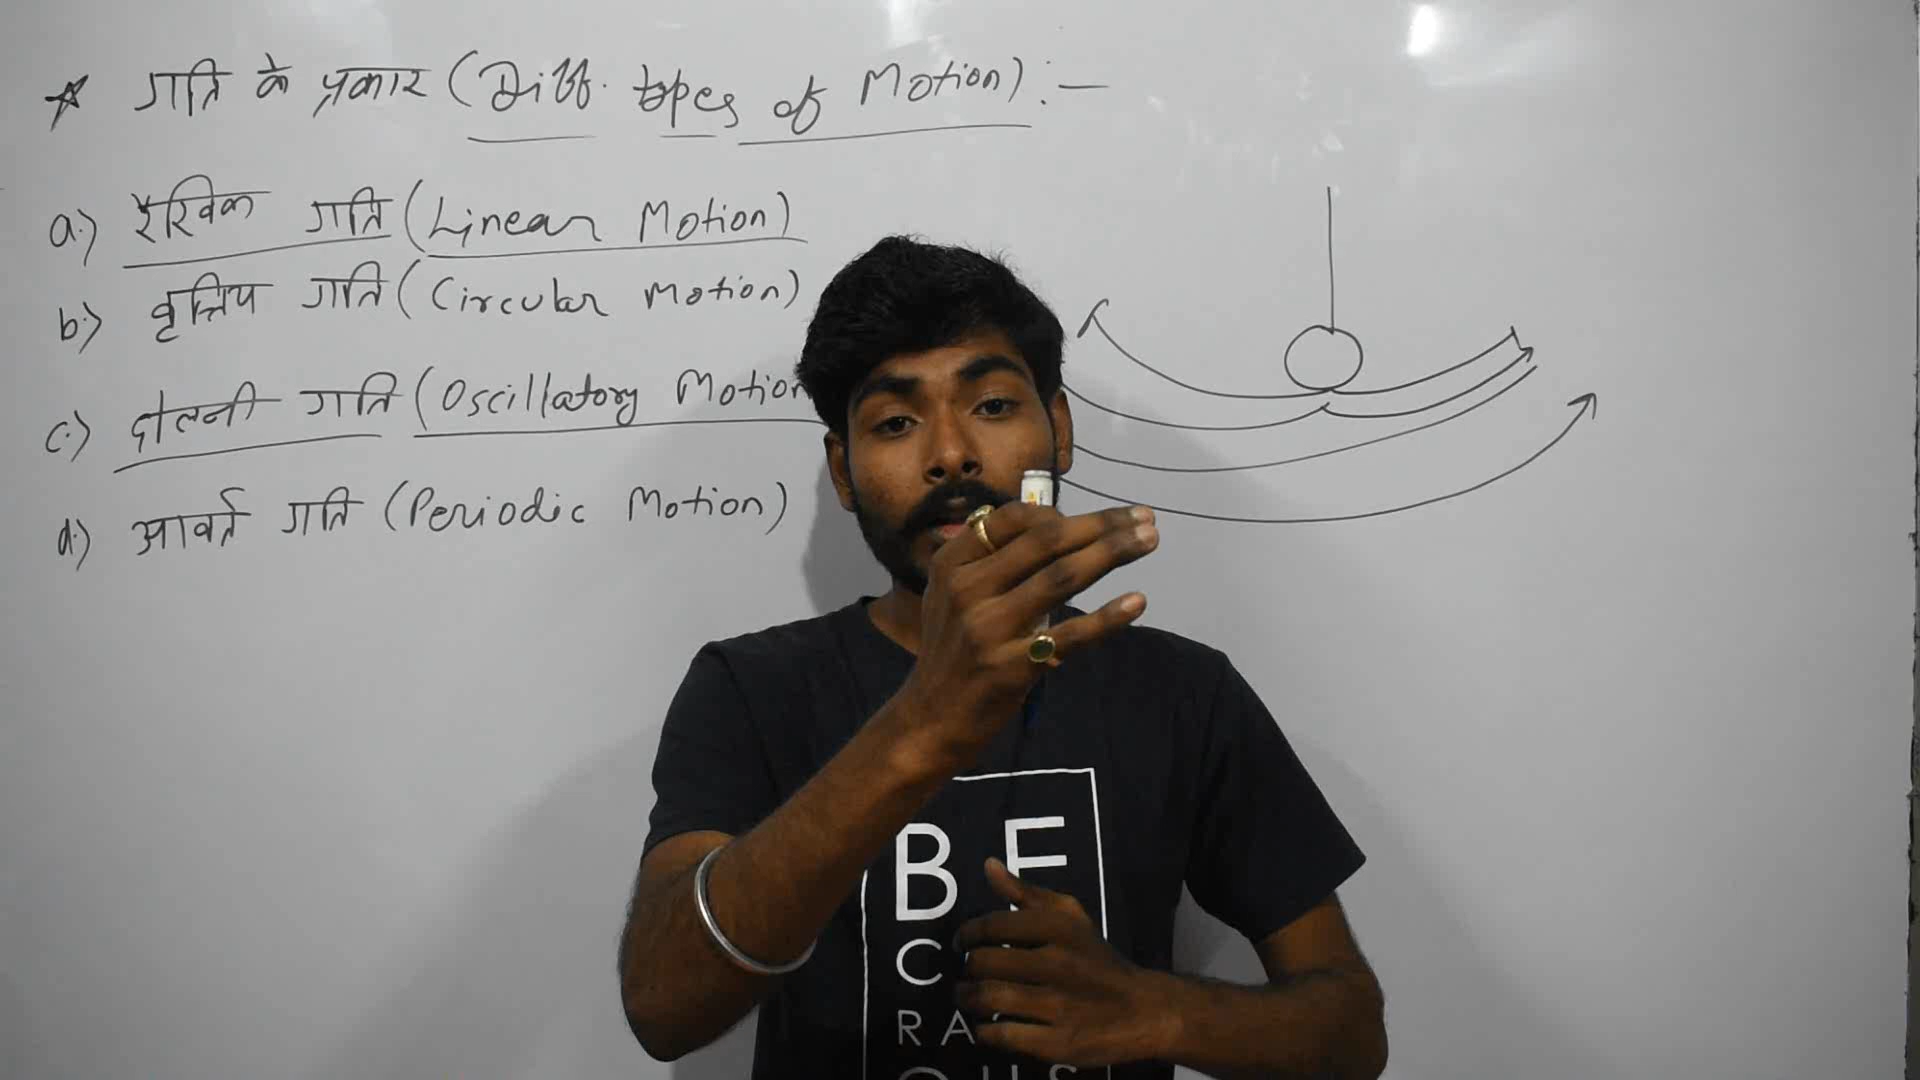 ☆ गति के प्रकार (Diff. types of Motion) :—
a.) रैखिक गति (Linear Motion)
b.) वृत्तिय गति (Circular Motion)
c.) दोलनी गति (Oscillatory Motion
d.) आवर्त गति (Periodic Motion)
BE
C
RA
OUS